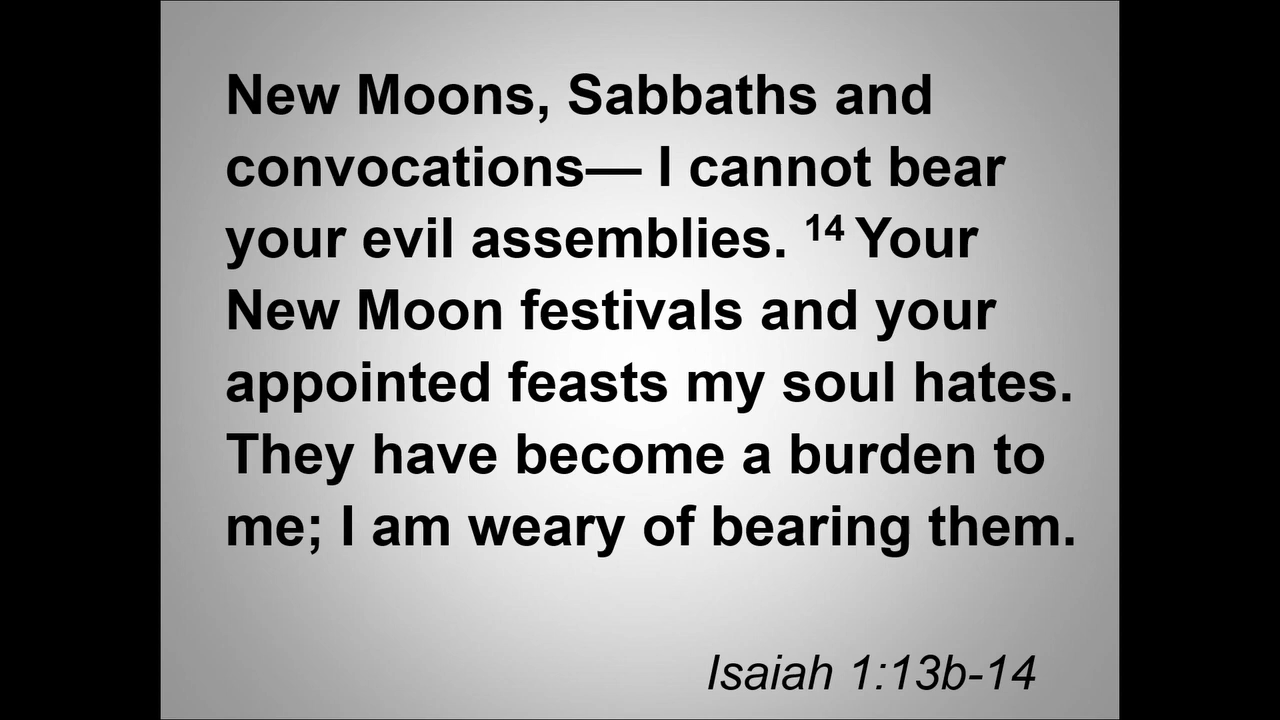 New Moons, Sabbaths and
convocations— I cannot bear
your evil assemblies. ¹⁴ Your
New Moon festivals and your
appointed feasts my soul hates.
They have become a burden to
me; I am weary of bearing them.
Isaiah 1:13b-14